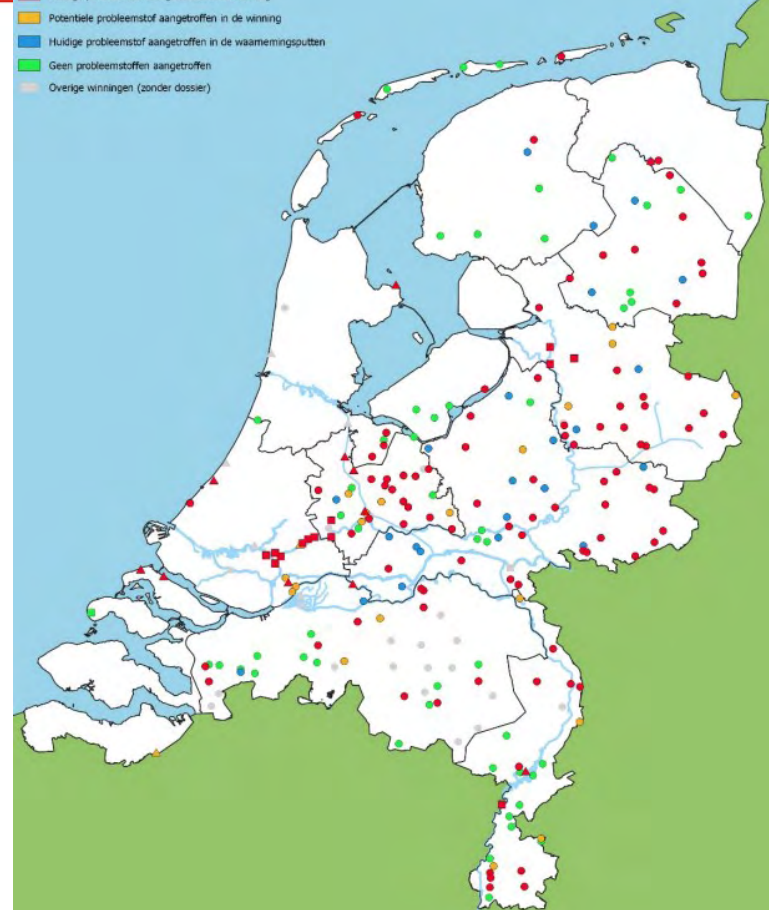 Potentiele probleemstof aangetroffen in de winning
Huidige probleemstof aangetroffen in de waarnemingsputten
Geen probleemstoffen aangetroffen
Overige winningen (zonder dossier)